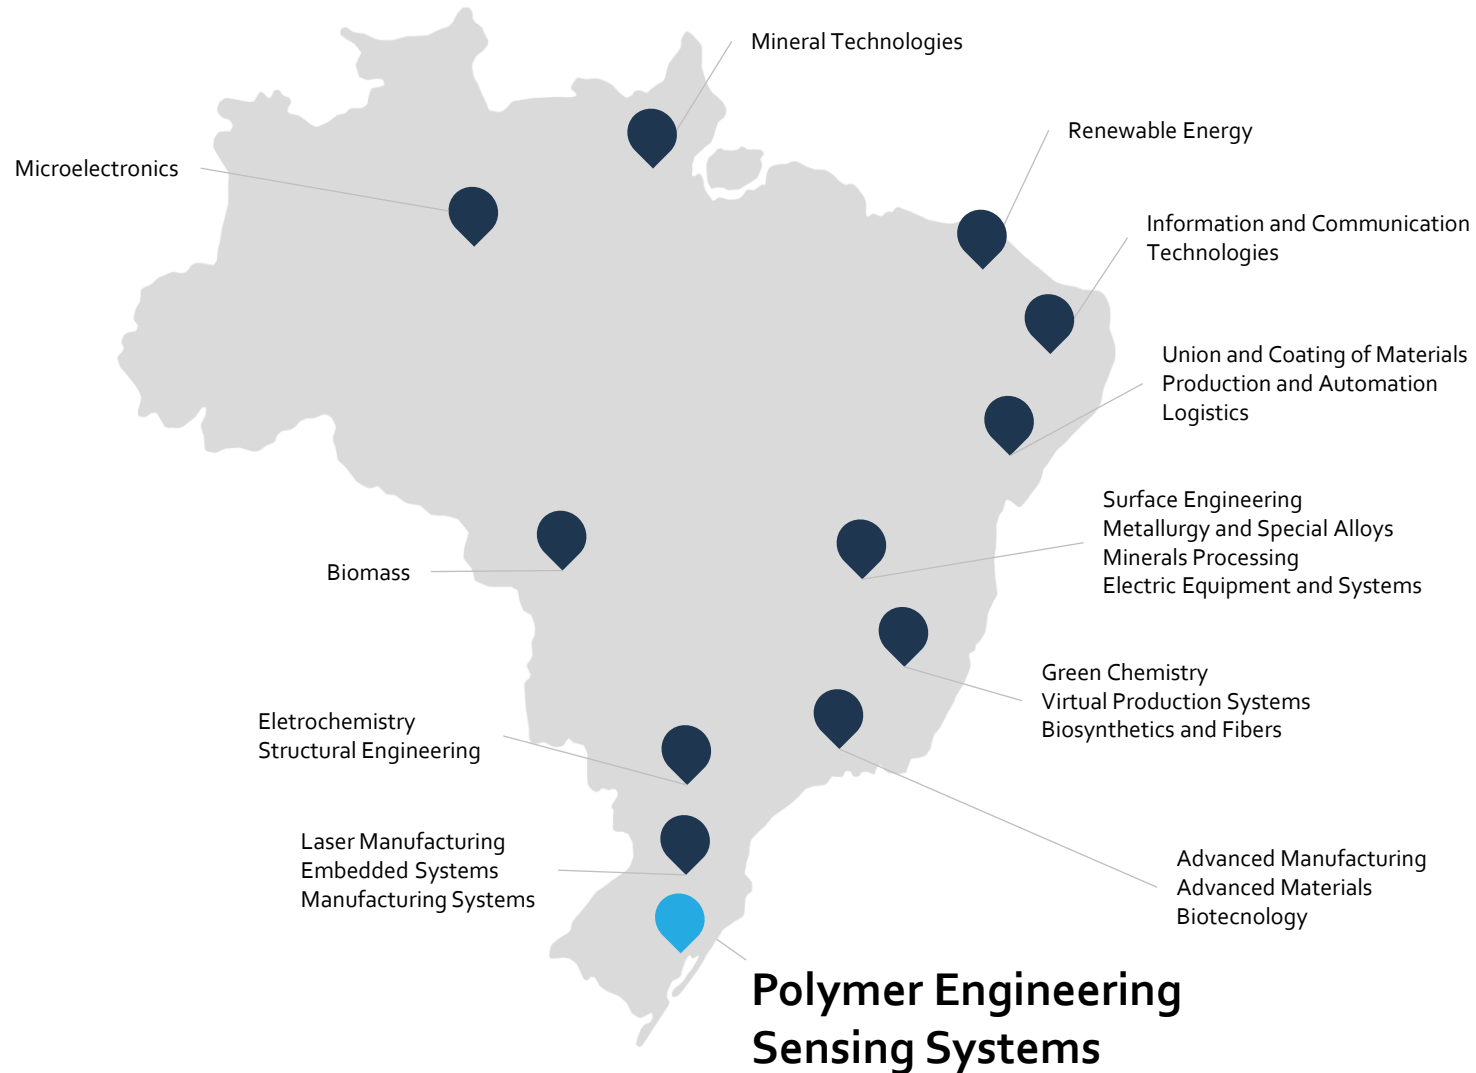 Mineral Technologies
Renewable Energy
Microelectronics
Information and Communication
Technologies
Union and Coating of Materials
Production and Automation
Logistics
Surface Engineering
Metallurgy and Special Alloys
Minerals Processing
Electric Equipment and Systems
Biomass
Green Chemistry
Virtual Production Systems
Biosynthetics and Fibers
Eletrochemistry
Structural Engineering
Laser Manufacturing
Embedded Systems
Manufacturing Systems
Advanced Manufacturing
Advanced Materials
Biotecnology
Polymer Engineering
Sensing Systems